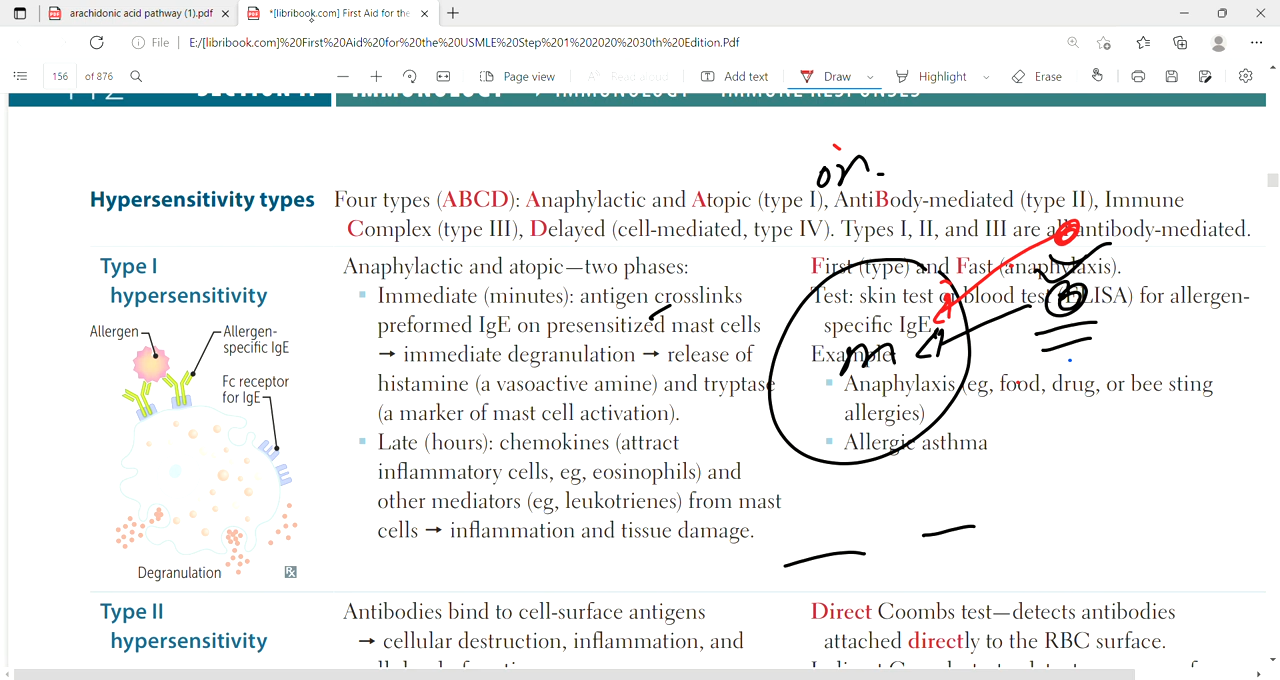 arachidonic acid pathway (1).pdf
*[libribook.com] First Aid for the
File E:/[libribook.com]%20First%20Aid%20for%20the%20USMLE%20Step%201%202020%2030th%20Edition.Pdf
156 of 876 Page view Read aloud Add text Draw Highlight Erase
112 SECTION II IMMUNOLOGY IMMUNOLOGY—IMMUNE RESPONSES
on
Hypersensitivity types Four types (ABCD): Anaphylactic and Atopic (type I), AntiBody-mediated (type II), Immune
Complex (type III), Delayed (cell-mediated, type IV). Types I, II, and III are all antibody-mediated.
Type I
hypersensitivity
Allergen
Allergen-
specific IgE
Fc receptor
for IgE
Degranulation
Rx
Anaphylactic and atopic—two phases:
Immediate (minutes): antigen crosslinks
preformed IgE on presensitized mast cells
→ immediate degranulation → release of
histamine (a vasoactive amine) and tryptase
(a marker of mast cell activation).
Late (hours): chemokines (attract
inflammatory cells, eg, eosinophils) and
other mediators (eg, leukotrienes) from mast
cells → inflammation and tissue damage.
First (type) and Fast (anaphylaxis).
Test: skin test or blood test (ELISA) for allergen-
specific IgE.
Example:
m
Anaphylaxis (eg, food, drug, or bee sting
allergies)
Allergic asthma
Type II
hypersensitivity
Antibodies bind to cell-surface antigens
→ cellular destruction, inflammation, and
Direct Coombs test—detects antibodies
attached directly to the RBC surface.